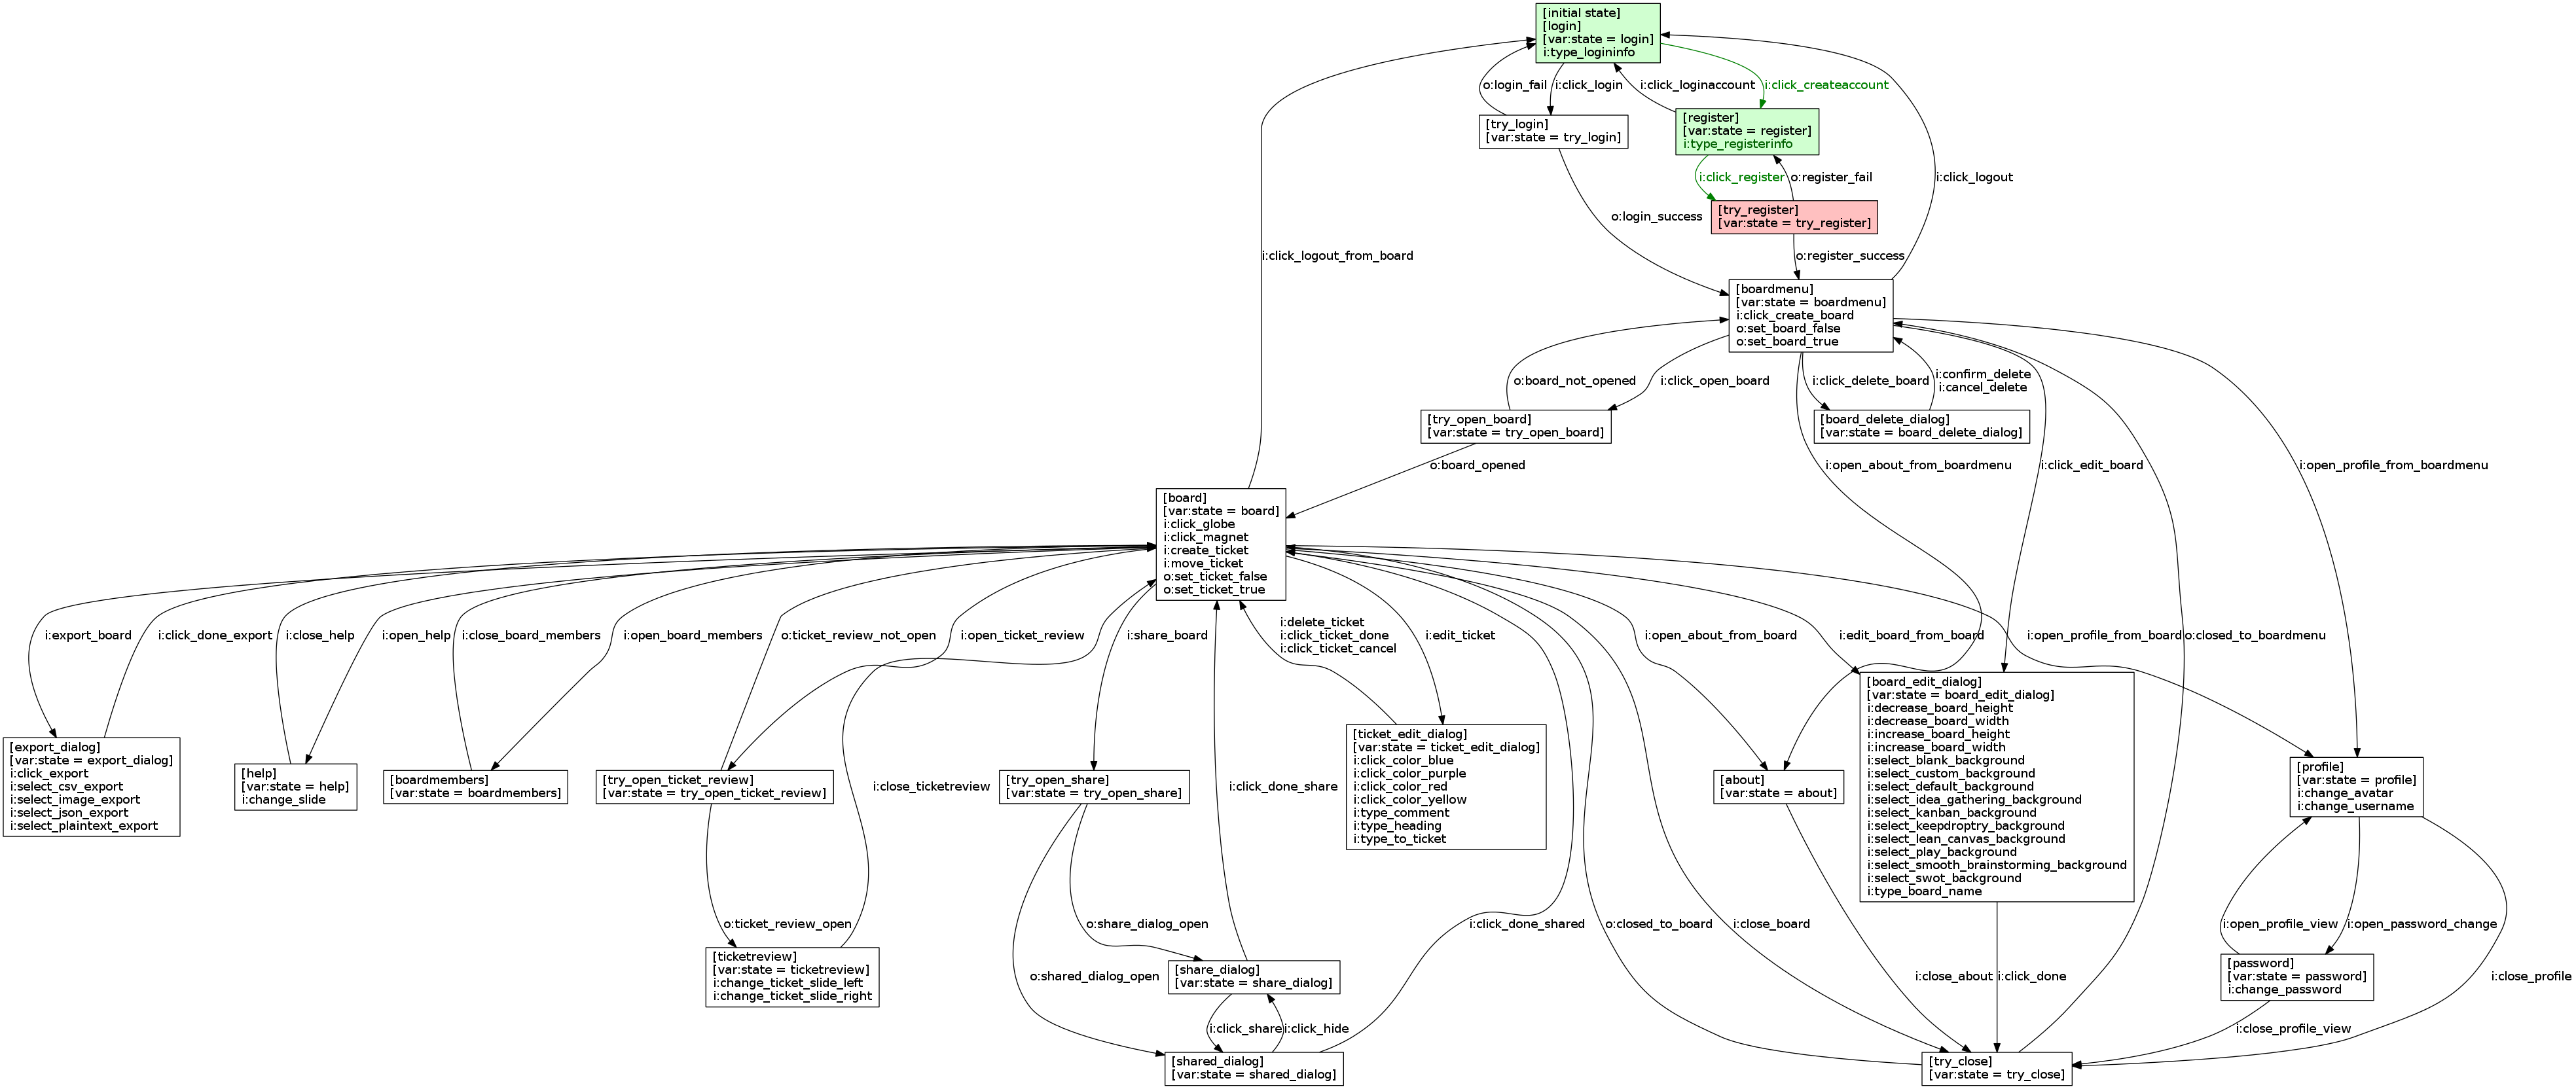 [initial state]
[login]
[var:state = login]
i:type_logininfo
o:login_fail
i:click_login
i:click_loginaccount
i:click_createaccount
[try_login]
[var:state = try_login]
[register]
[var:state = register]
i:type_registerinfo
i:click_register
o:register_fail
i:click_logout
[try_register]
[var:state = try_register]
o:login_success
i:click_logout_from_board
o:register_success
[boardmenu]
[var:state = boardmenu]
i:click_create_board
o:set_board_false
o:set_board_true
o:board_not_opened
i:click_open_board
i:click_delete_board
i:confirm_delete
i:cancel_delete
[try_open_board]
[var:state = try_open_board]
[board_delete_dialog]
[var:state = board_delete_dialog]
o:board_opened
i:open_about_from_boardmenu
i:click_edit_board
i:open_profile_from_boardmenu
[board]
[var:state = board]
i:click_globe
i:click_magnet
i:create_ticket
i:move_ticket
o:set_ticket_false
o:set_ticket_true
i:export_board
i:click_done_export
i:close_help
i:open_help
i:close_board_members
i:open_board_members
o:ticket_review_not_open
i:open_ticket_review
i:share_board
i:delete_ticket
i:click_ticket_done
i:click_ticket_cancel
i:edit_ticket
i:open_about_from_board
i:edit_board_from_board
i:open_profile_from_board
o:closed_to_boardmenu
[export_dialog]
[var:state = export_dialog]
i:click_export
i:select_csv_export
i:select_image_export
i:select_json_export
i:select_plaintext_export
[help]
[var:state = help]
i:change_slide
[boardmembers]
[var:state = boardmembers]
[try_open_ticket_review]
[var:state = try_open_ticket_review]
i:close_ticketreview
[try_open_share]
[var:state = try_open_share]
i:click_done_share
[ticket_edit_dialog]
[var:state = ticket_edit_dialog]
i:click_color_blue
i:click_color_purple
i:click_color_red
i:click_color_yellow
i:type_comment
i:type_heading
i:type_to_ticket
[about]
[var:state = about]
[board_edit_dialog]
[var:state = board_edit_dialog]
i:decrease_board_height
i:decrease_board_width
i:increase_board_height
i:increase_board_width
i:select_blank_background
i:select_custom_background
i:select_default_background
i:select_idea_gathering_background
i:select_kanban_background
i:select_keepdroptry_background
i:select_lean_canvas_background
i:select_play_background
i:select_smooth_brainstorming_background
i:select_swot_background
i:type_board_name
[profile]
[var:state = profile]
i:change_avatar
i:change_username
o:ticket_review_open
o:share_dialog_open
i:click_done_shared
o:closed_to_board
i:close_board
i:open_profile_view
i:open_password_change
[ticketreview]
[var:state = ticketreview]
i:change_ticket_slide_left
i:change_ticket_slide_right
o:shared_dialog_open
[share_dialog]
[var:state = share_dialog]
i:close_about
i:click_done
[password]
[var:state = password]
i:change_password
i:close_profile
i:click_share
i:click_hide
i:close_profile_view
[shared_dialog]
[var:state = shared_dialog]
[try_close]
[var:state = try_close]